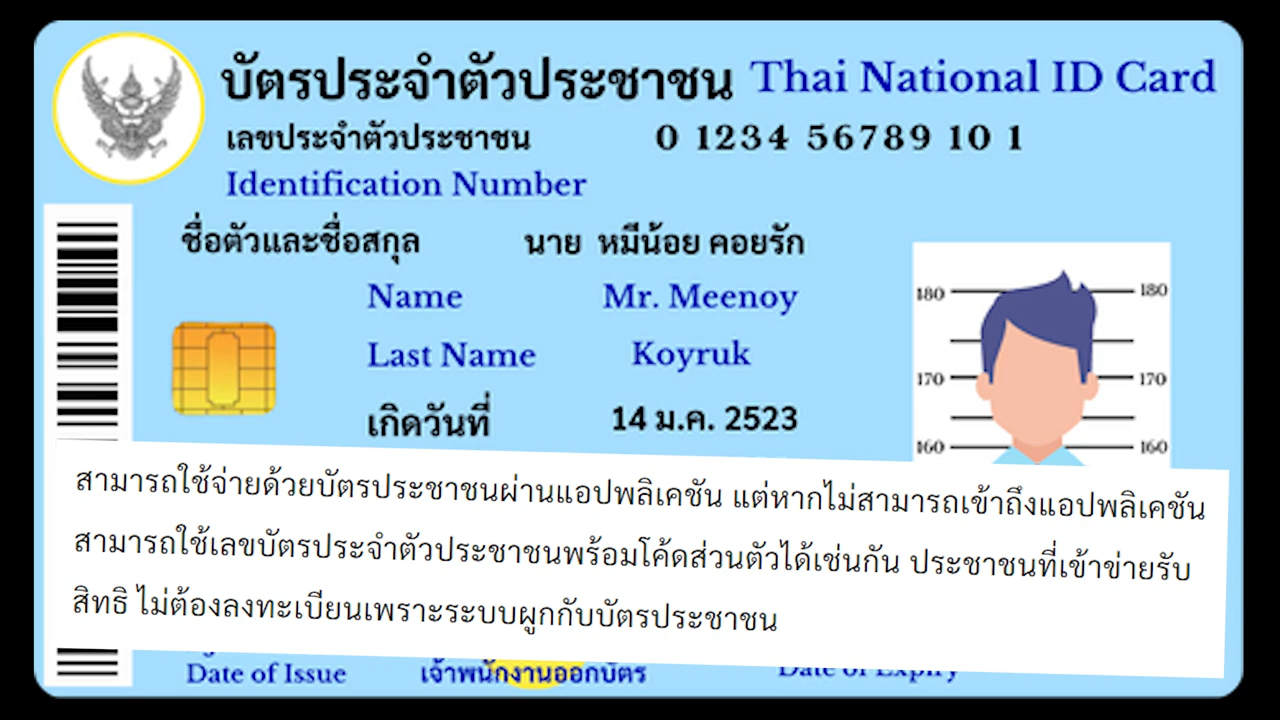 บัตรประจำตัวประชาชน Thai National ID Card
เลขประจำตัวประชาชน 0 1234 56789 10 1
Identification Number
ชื่อตัวและชื่อสกุล นาย หมีน้อย คอยรัก
Name Mr. Meenoy
Last Name Koyruk
เกิดวันที่ 14 ม.ค. 2523
180 180
170 170
160 160
สามารถใช้จ่ายด้วยบัตรประชาชนผ่านแอปพลิเคชัน แต่หากไม่สามารถเข้าถึงแอปพลิเคชัน
สามารถใช้เลขบัตรประจำตัวประชาชนพร้อมโค้ดส่วนตัวได้เช่นกัน ประชาชนที่เข้าข่ายรับ
สิทธิ ไม่ต้องลงทะเบียนเพราะระบบผูกกับบัตรประชาชน
Date of Issue เจ้าพนักงานออกบัตร Date of Expiry